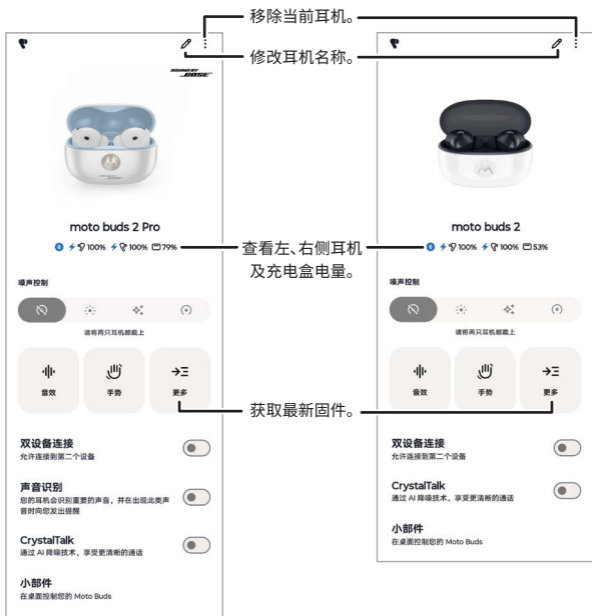 移除当前耳机。
修改耳机名称。
SOUND BY
BOSE
moto buds 2 Pro
100% 100% 79%
噪声控制
请将两只耳机都戴上
音效
手势
更多
双设备连接
允许连接到第二个设备
声音识别
您的耳机会识别重要的声音，并在出现此类声
音时向您发出提醒
CrystalTalk
通过 AI 降噪技术，享受更清晰的通话
小部件
在桌面控制您的 Moto Buds
查看左、右侧耳机
及充电盒电量。
获取最新固件。
moto buds 2
100% 100% 53%
噪声控制
请将两只耳机都戴上
音效
手势
更多
双设备连接
允许连接到第二个设备
CrystalTalk
通过 AI 降噪技术，享受更清晰的通话
小部件
在桌面控制您的 Moto Buds